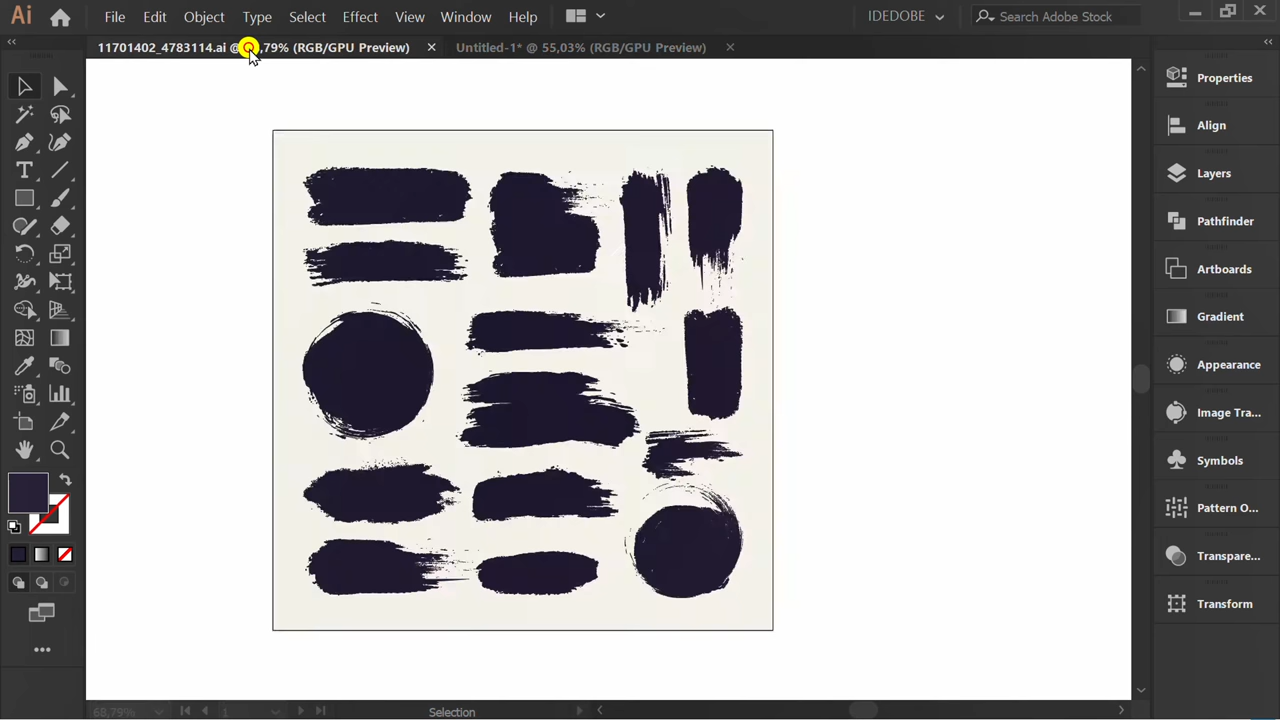 Ai File Edit Object Type Select Effect View Window Help IDEDOBE Search Adobe Stock
11701402_4783114.ai @ ,79% (RGB/GPU Preview) Untitled-1* @ 55,03% (RGB/GPU Preview)
Properties
Align
Layers
Pathfinder
Artboards
Gradient
Appearance
Image Tra...
Symbols
Pattern O...
Transpare...
Transform
68,79% 1 Selection